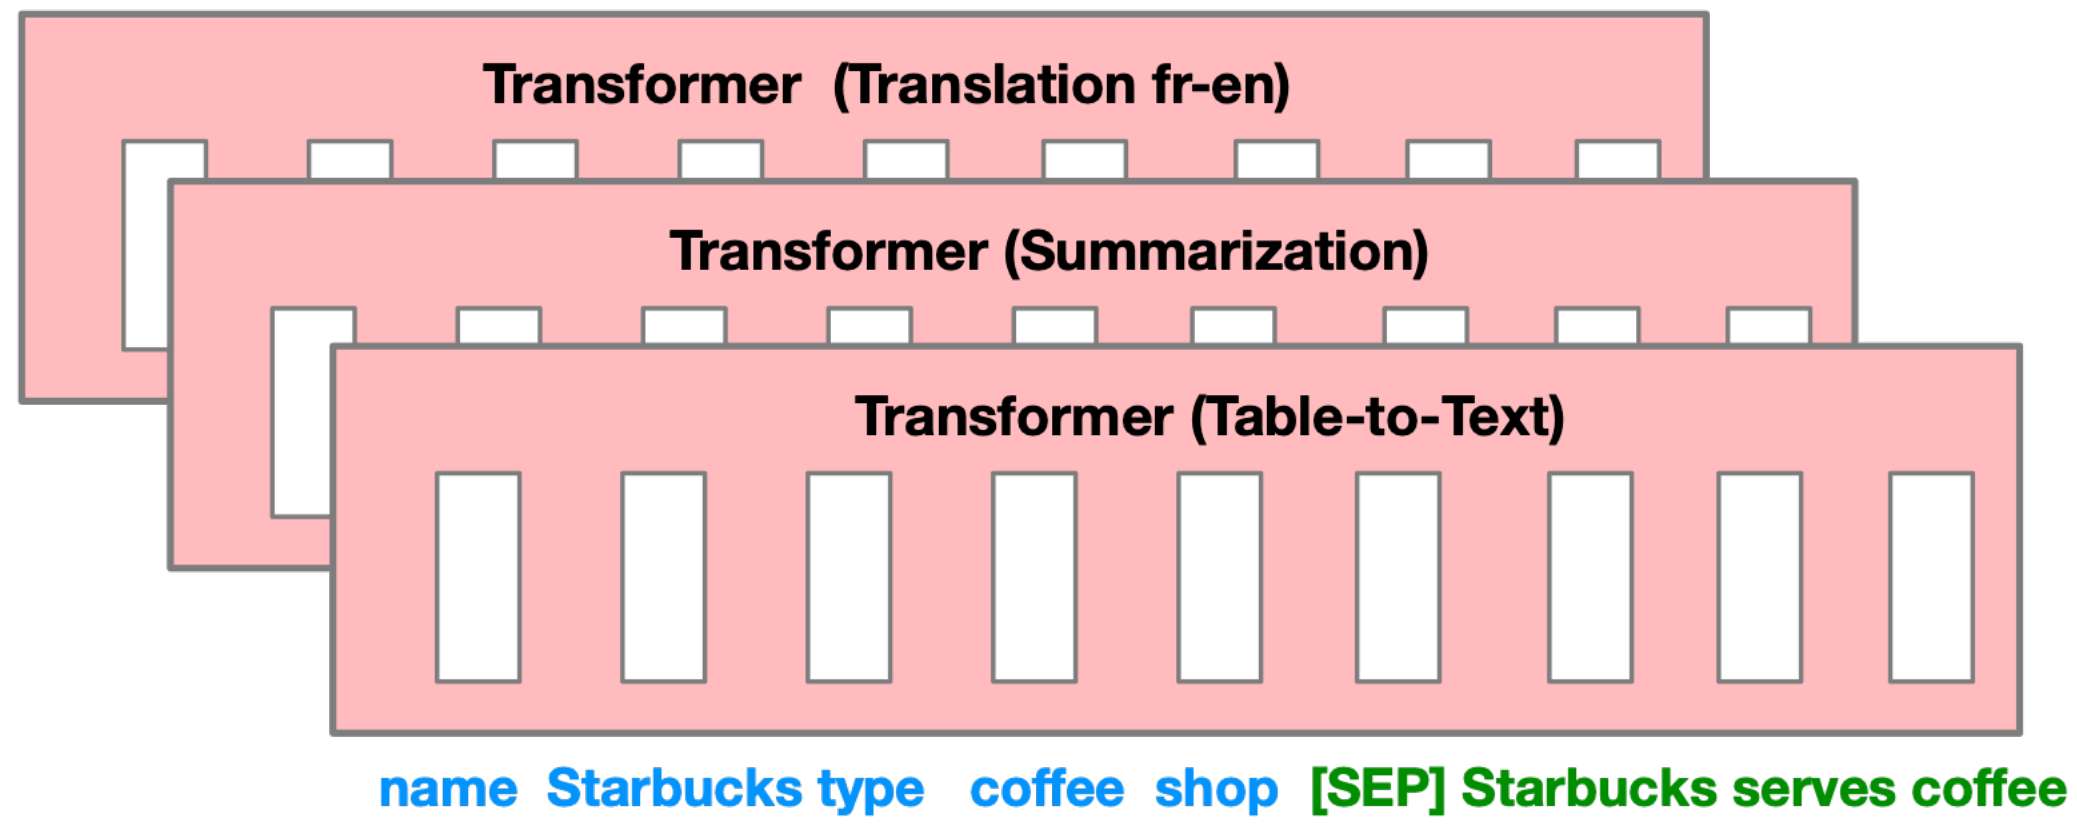 Transformer (Translation fr-en)
Transformer (Summarization)
Transformer (Table-to-Text)
name Starbucks type coffee shop [SEP] Starbucks serves coffee